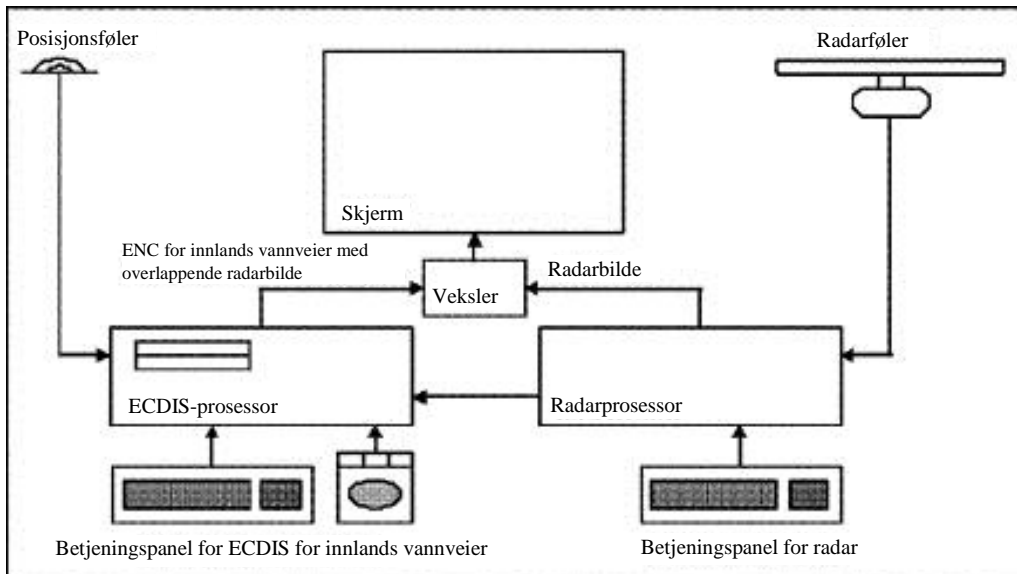 Posisjonsføler
Radarføler
Skjerm
ENC for innlands vannveier med
overlappende radarbilde
Radarbilde
Veksler
ECDIS-prosessor
Radarprosessor
Betjeningspanel for ECDIS for innlands vannveier
Betjeningspanel for radar